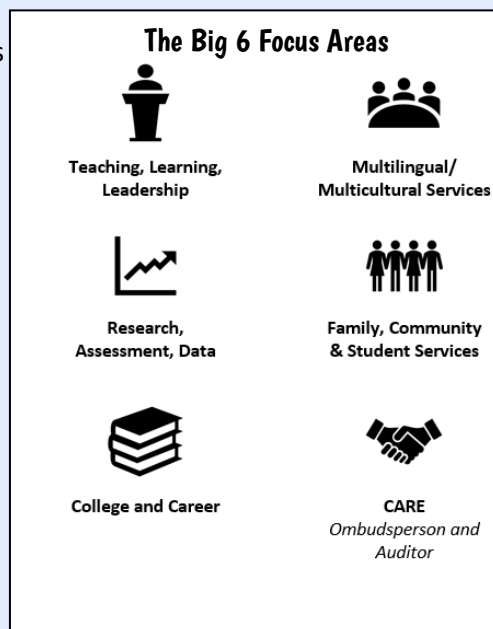 s
The Big 6 Focus Areas
Teaching, Learning,
Leadership
Multilingual/
Multicultural Services
Research,
Assessment, Data
Family, Community
& Student Services
College and Career
CARE
Ombudsperson and
Auditor